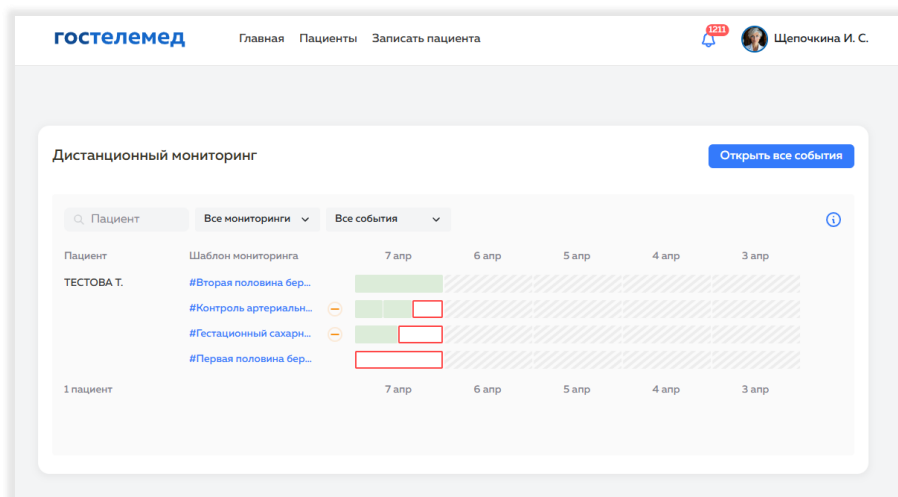 гостелемед Главная Пациенты Записать пациента 1211 Щепочкина И. С.
Дистанционный мониторинг Открыть все события
Пациент Все мониторинги Все события
Пациент Шаблон мониторинга 7 апр 6 апр 5 апр 4 апр 3 апр
ТЕСТОВА Т. #Вторая половина бер...
#Контроль артериальн...
#Гестационный сахарн...
#Первая половина бер...
1 пациент 7 апр 6 апр 5 апр 4 апр 3 апр